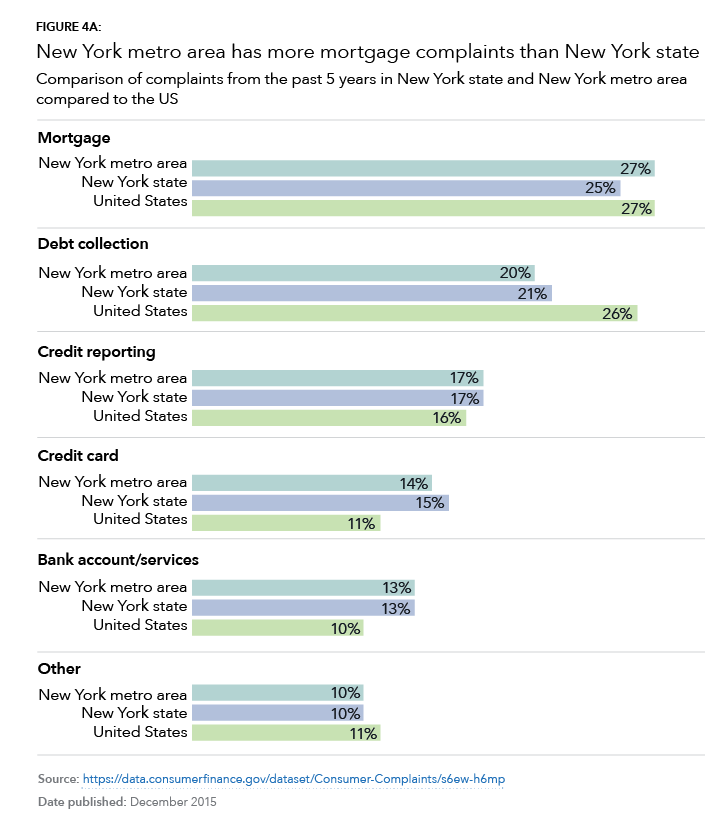 FIGURE 4A:
New York metro area has more mortgage complaints than New York state
Comparison of complaints from the past 5 years in New York state and New York metro area
compared to the US
Mortgage
New York metro area 27%
New York state 25%
United States 27%
Debt collection
New York metro area 20%
New York state 21%
United States 26%
Credit reporting
New York metro area 17%
New York state 17%
United States 16%
Credit card
New York metro area 14%
New York state 15%
United States 11%
Bank account/services
New York metro area 13%
New York state 13%
United States 10%
Other
New York metro area 10%
New York state 10%
United States 11%
Source: https://data.consumerfinance.gov/dataset/Consumer-Complaints/s6ew-h6mp
Date published: December 2015